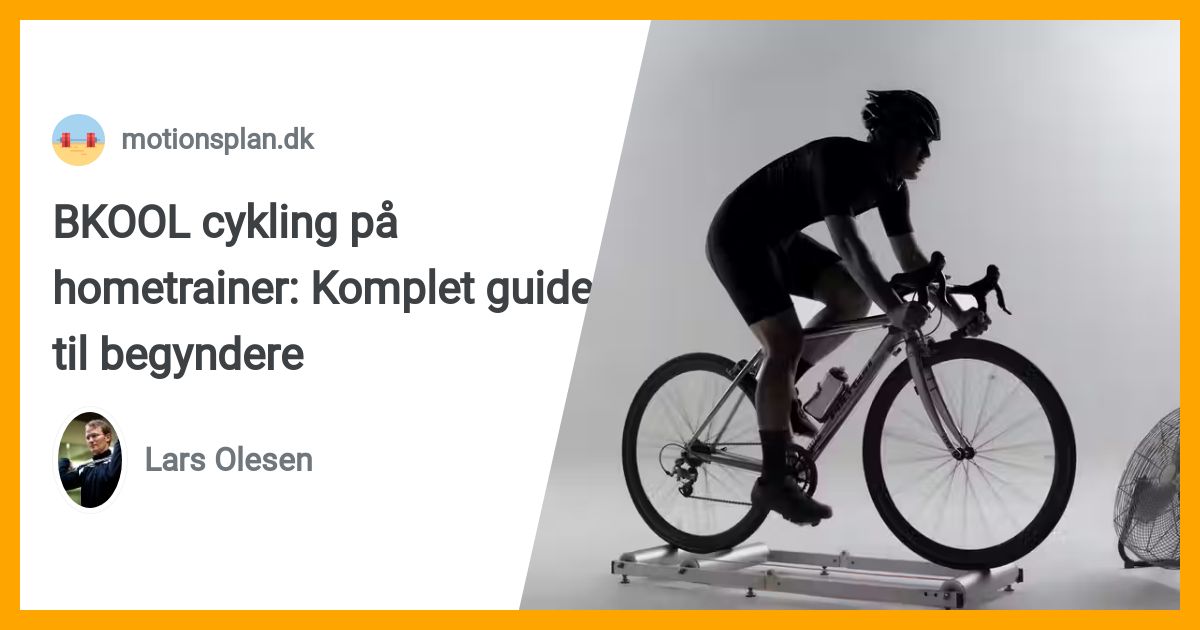 motionsplan.dk
BKOOL cykling på
hometrainer: Komplet guide
til begyndere
Lars Olesen